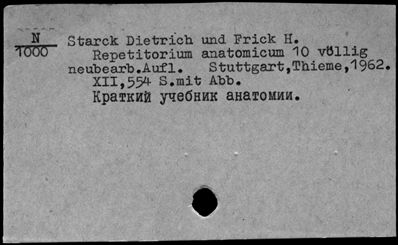 N
1000
Starck Dietrich und Frick H.
Repetitorium anatomicum 10 völlig
neubearb.Aufl. Stuttgart,Thieme,1962.
XII,554 S.mit Abb.
Краткий учебник анатомии.